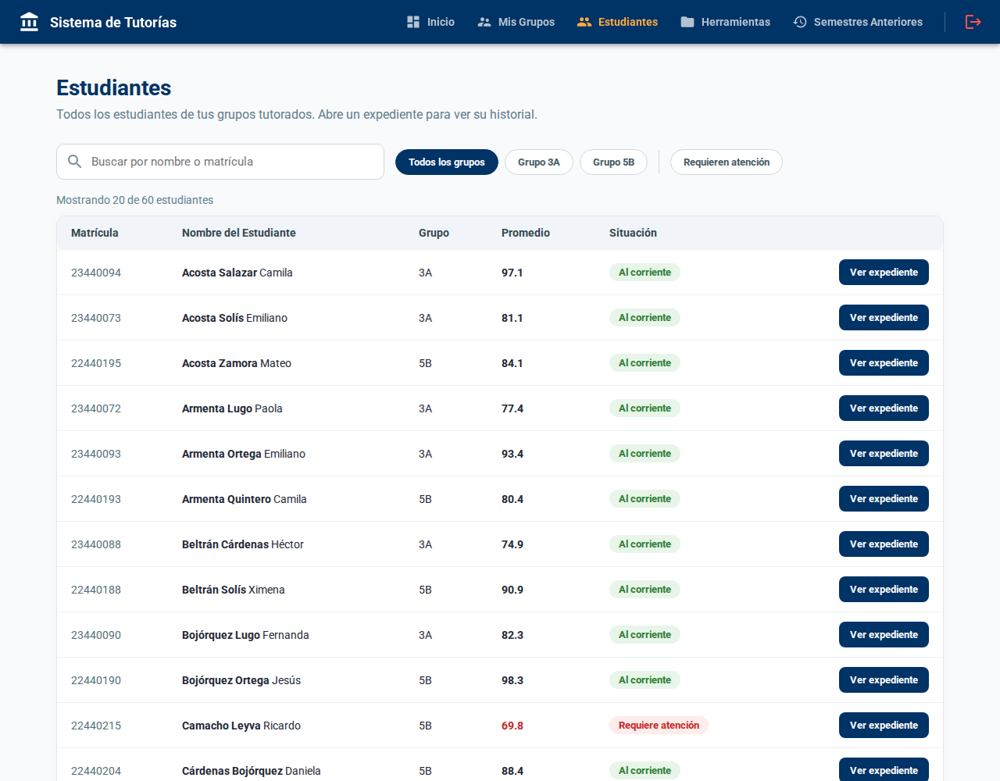 Sistema de Tutorías
Inicio
Mis Grupos
Estudiantes
Herramientas
Semestres Anteriores
Estudiantes
Todos los estudiantes de tus grupos tutorados. Abre un expediente para ver su historial.
Buscar por nombre o matrícula
Todos los grupos
Grupo 3A
Grupo 5B
Requieren atención
Mostrando 20 de 60 estudiantes
Matrícula Nombre del Estudiante Grupo Promedio Situación
23440094 Acosta Salazar Camila 3A 97.1 Al corriente Ver expediente
23440073 Acosta Solís Emiliano 3A 81.1 Al corriente Ver expediente
22440195 Acosta Zamora Mateo 5B 84.1 Al corriente Ver expediente
23440072 Armenta Lugo Paola 3A 77.4 Al corriente Ver expediente
23440093 Armenta Ortega Emiliano 3A 93.4 Al corriente Ver expediente
22440193 Armenta Quintero Camila 5B 80.4 Al corriente Ver expediente
23440088 Beltrán Cárdenas Héctor 3A 74.9 Al corriente Ver expediente
22440188 Beltrán Solís Ximena 5B 90.9 Al corriente Ver expediente
23440090 Bojórquez Lugo Fernanda 3A 82.3 Al corriente Ver expediente
22440190 Bojórquez Ortega Jesús 5B 98.3 Al corriente Ver expediente
22440215 Camacho Leyva Ricardo 5B 69.8 Requiere atención Ver expediente
22440204 Cárdenas Bojórquez Daniela 5B 88.4 Al corriente Ver expediente